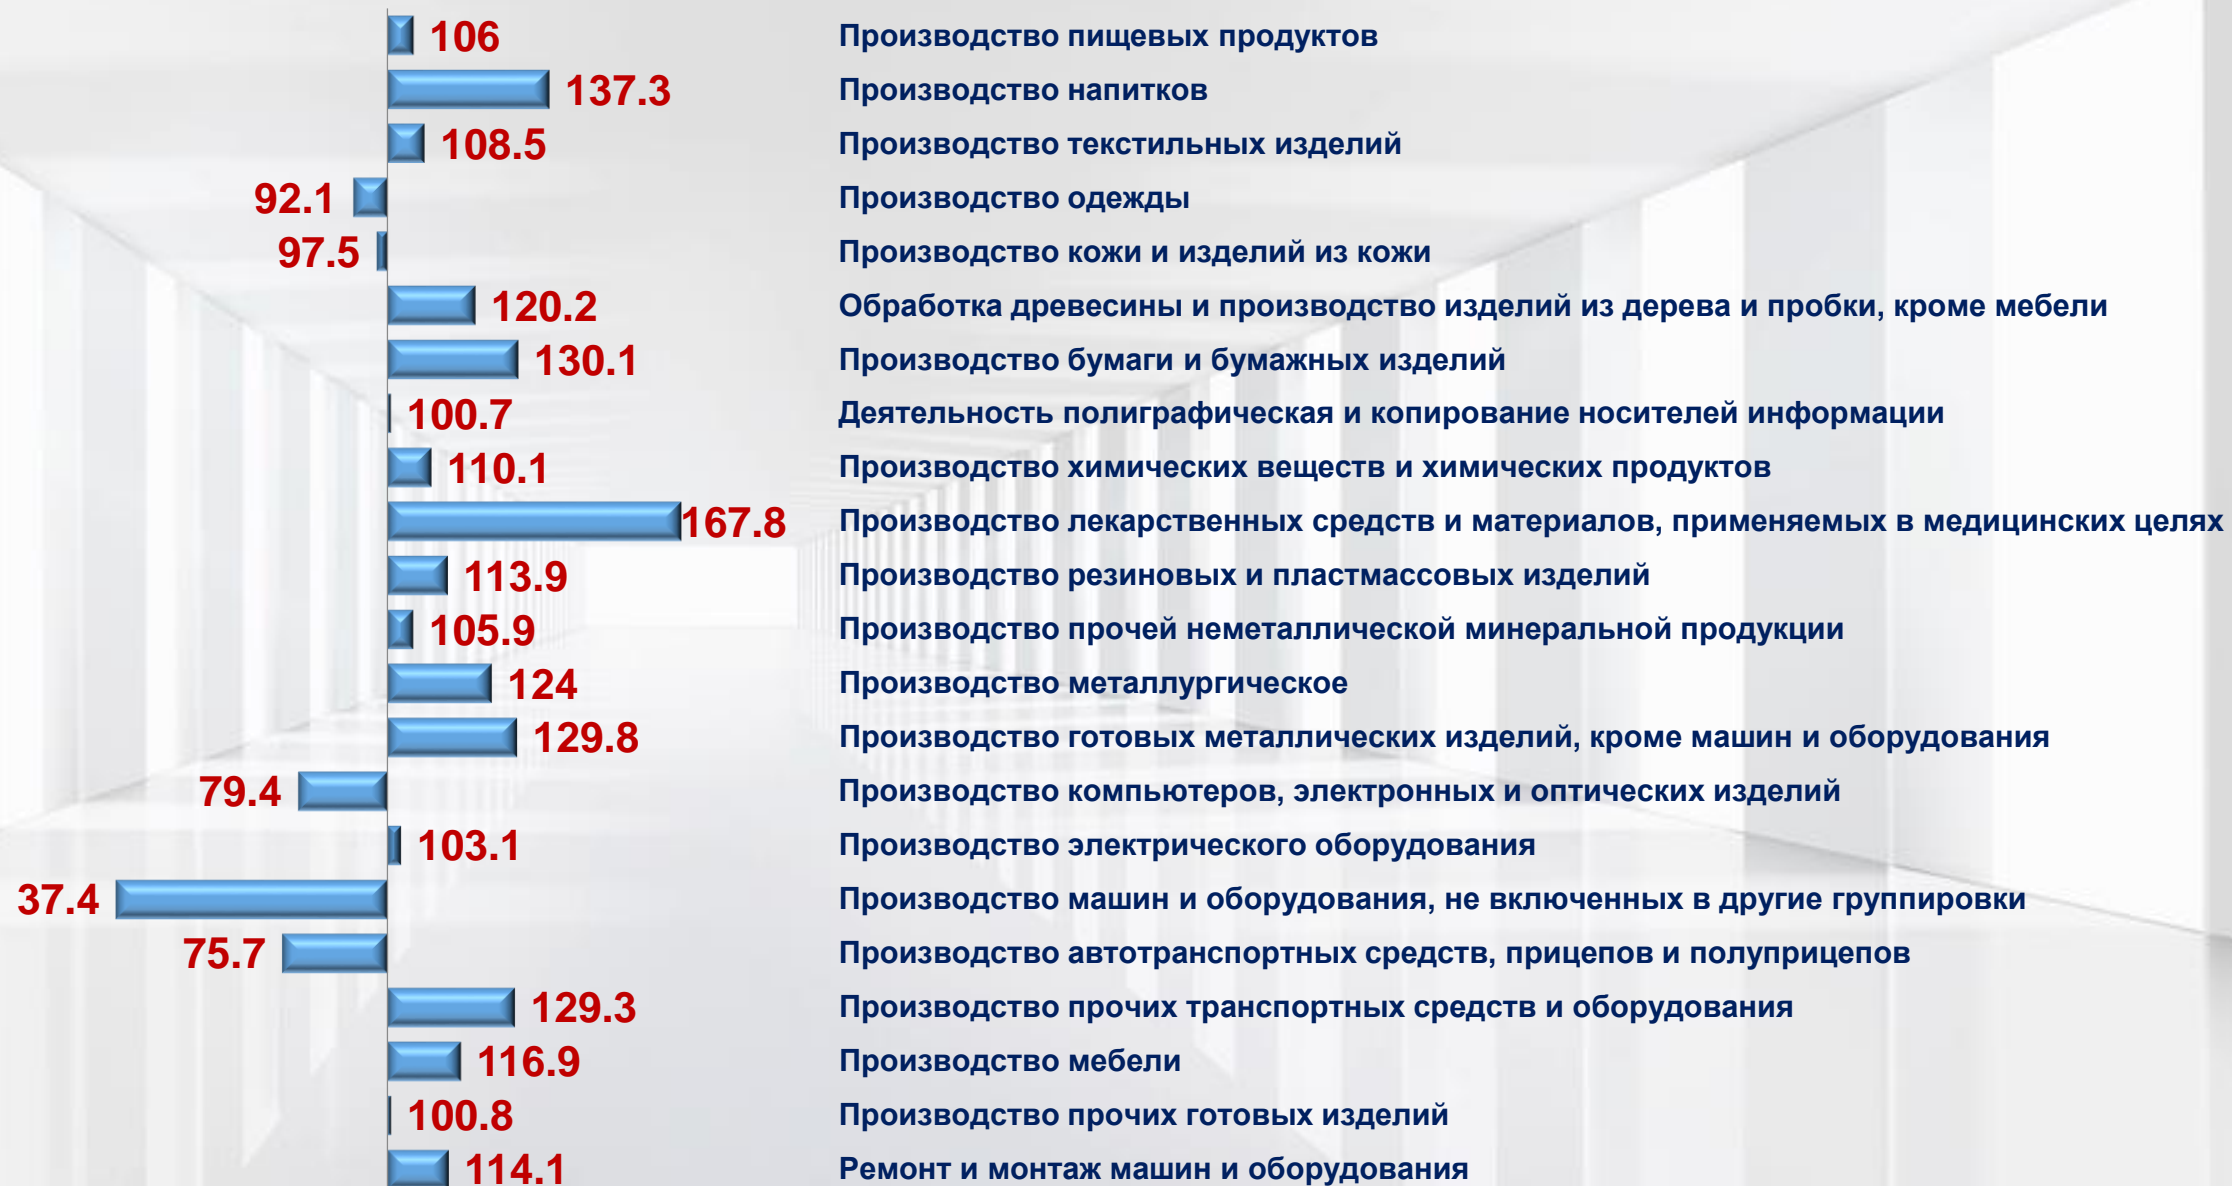 106 Производство пищевых продуктов
137.3 Производство напитков
108.5 Производство текстильных изделий
92.1 Производство одежды
97.5 Производство кожи и изделий из кожи
120.2 Обработка древесины и производство изделий из дерева и пробки, кроме мебели
130.1 Производство бумаги и бумажных изделий
100.7 Деятельность полиграфическая и копирование носителей информации
110.1 Производство химических веществ и химических продуктов
167.8 Производство лекарственных средств и материалов, применяемых в медицинских целях
113.9 Производство резиновых и пластмассовых изделий
105.9 Производство прочей неметаллической минеральной продукции
124 Производство металлургическое
129.8 Производство готовых металлических изделий, кроме машин и оборудования
79.4 Производство компьютеров, электронных и оптических изделий
103.1 Производство электрического оборудования
37.4 Производство машин и оборудования, не включенных в другие группировки
75.7 Производство автотранспортных средств, прицепов и полуприцепов
129.3 Производство прочих транспортных средств и оборудования
116.9 Производство мебели
100.8 Производство прочих готовых изделий
114.1 Ремонт и монтаж машин и оборудования